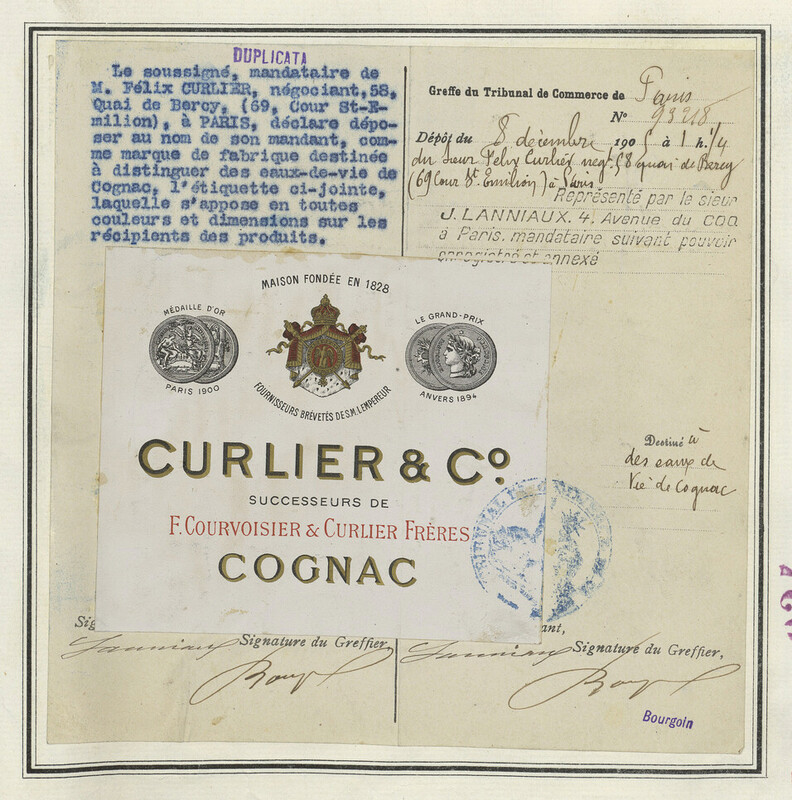 DUPLICATA
Le soussigné, mandataire de
M. Félix CURLIER, négociant,58,
Quai de Bercy, (69, Cour St-E-
milion), à PARIS, déclare dépo-
ser au nom de son mandant, com-
me marque de fabrique destinée
à distinguer des eaux-de-vie de
Cognac, l'étiquette ci-jointe,
laquelle s'appose en toutes
couleurs et dimensions sur les
récipients des produits.
Greffe du Tribunal de Commerce de Paris
N° 93218
Dépôt du 8 décembre 1905 à 1 h. 1/4
du sieur Felix Curlier negt 58 quai de Bercy
(69 Cour St Emilion) à Paris
Représenté par le sieur
J. LANNIAUX. 4, Avenue du COQ
à Paris. mandataire suivant pouvoir
enregistré et annexé
MAISON FONDÉE EN 1828
MÉDAILLE D'OR
PARIS 1900
LE GRAND-PRIX
ANVERS 1894
FOURNISSEURS BRÉVETÉS DE S.M. L'EMPEREUR
CURLIER & Co.
SUCCESSEURS DE
F. COURVOISIER & CURLIER FRÈRES
COGNAC
Destiné à
des eaux de
Vie de Cognac
Sig
ant,
Lanniaux Signature du Greffier,
Lanniaux Signature du Greffier,
Bourgoin